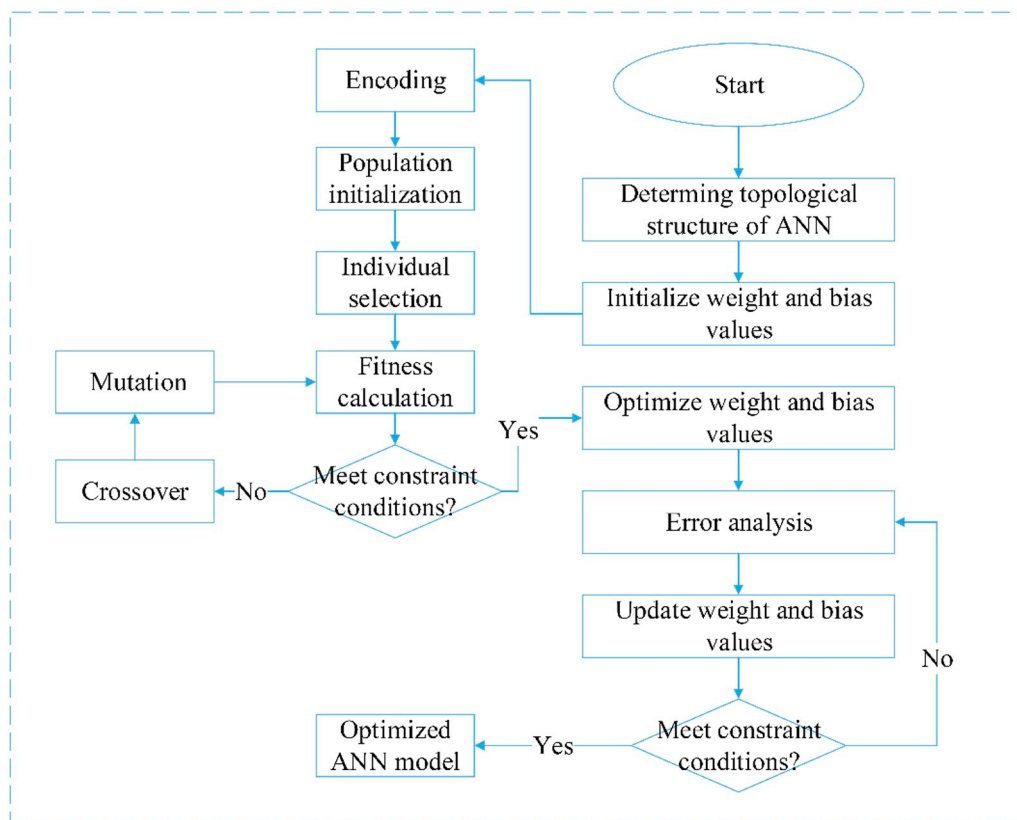 Start
Determing topological
structure of ANN
Initialize weight and bias
values
Encoding
Population
initialization
Individual
selection
Fitness
calculation
Meet constraint
conditions?
No
Crossover
Mutation
Yes
Optimize weight and bias
values
Error analysis
Update weight and bias
values
Meet constraint
conditions?
No
Yes
Optimized
ANN model